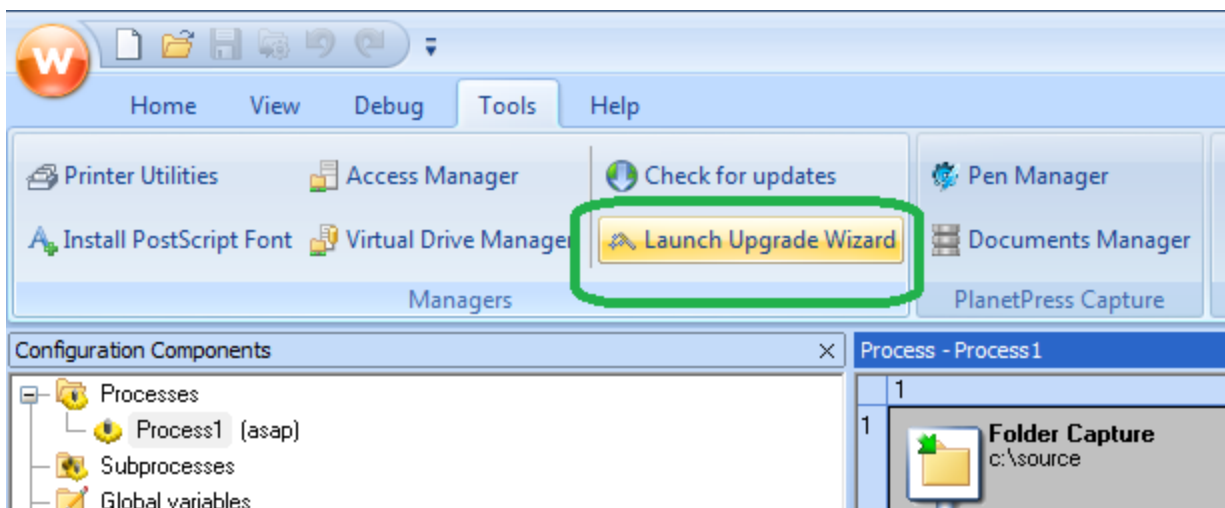 W
Home View Debug Tools Help
Printer Utilities Access Manager Check for updates Pen Manager
Install PostScript Font Virtual Drive Manager Launch Upgrade Wizard Documents Manager
Managers PlanetPress Capture
Configuration Components Process - Process1
Processes 1
Process1 (asap) 1 Folder Capture
c:\source
Subprocesses
Global variables